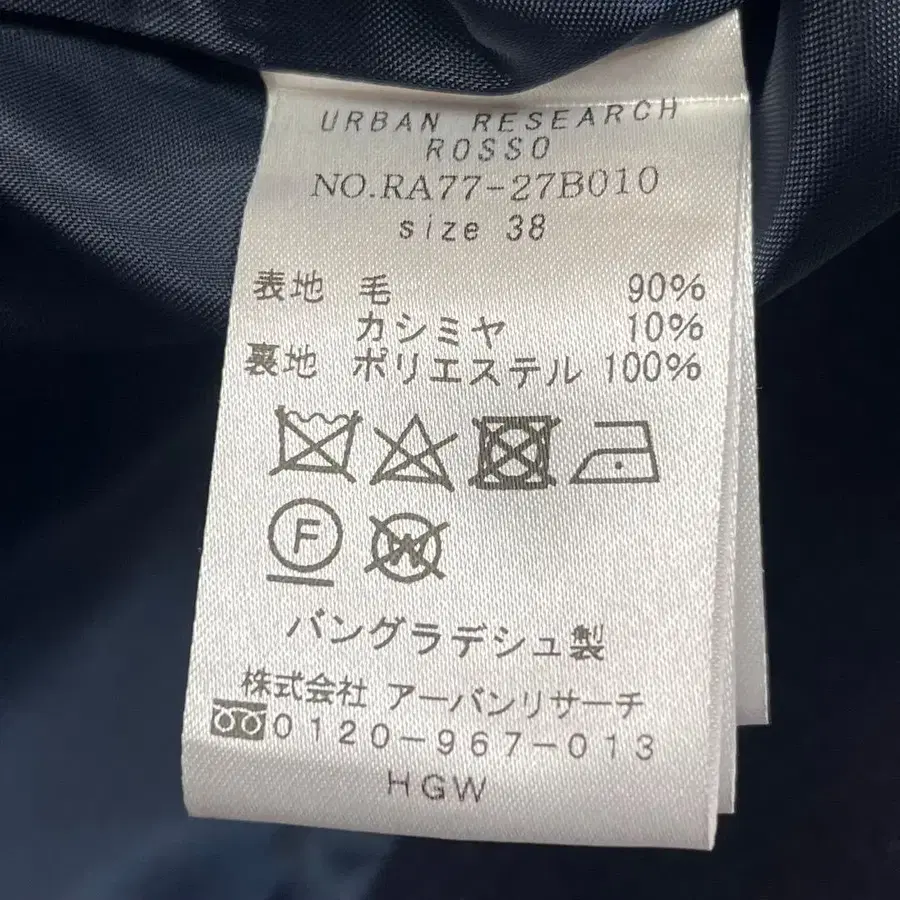 URBAN RESEARCH
ROSSO
NO.RA77-27B010
size 38
表地 毛 90%
カシミヤ 10%
裏地 ポリエステル 100%
F W
バングラデシュ製
株式会社 アーバンリサーチ
0120-967-013
HGW